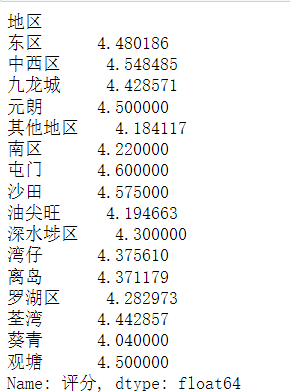 地区
东区 4.480186
中西区 4.548485
九龙城 4.428571
元朗 4.500000
其他地区 4.184117
南区 4.220000
屯门 4.600000
沙田 4.575000
油尖旺 4.194663
深水埗区 4.300000
湾仔 4.375610
离岛 4.371179
罗湖区 4.282973
荃湾 4.442857
葵青 4.040000
观塘 4.500000
Name: 评分, dtype: float64